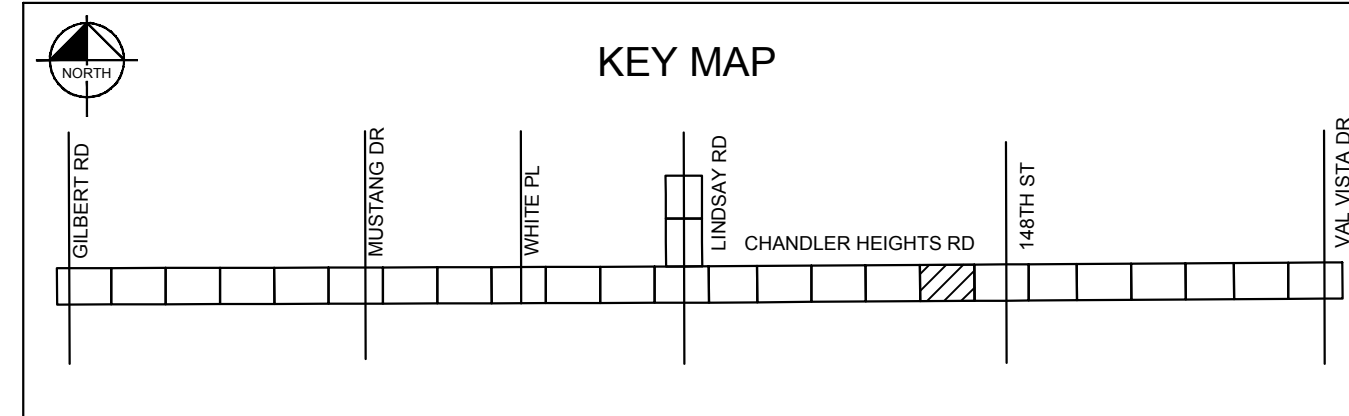 KEY MAP
NORTH
GILBERT RD
MUSTANG DR
WHITE PL
LINDSAY RD
CHANDLER HEIGHTS RD
148TH ST
VAL VISTA DR